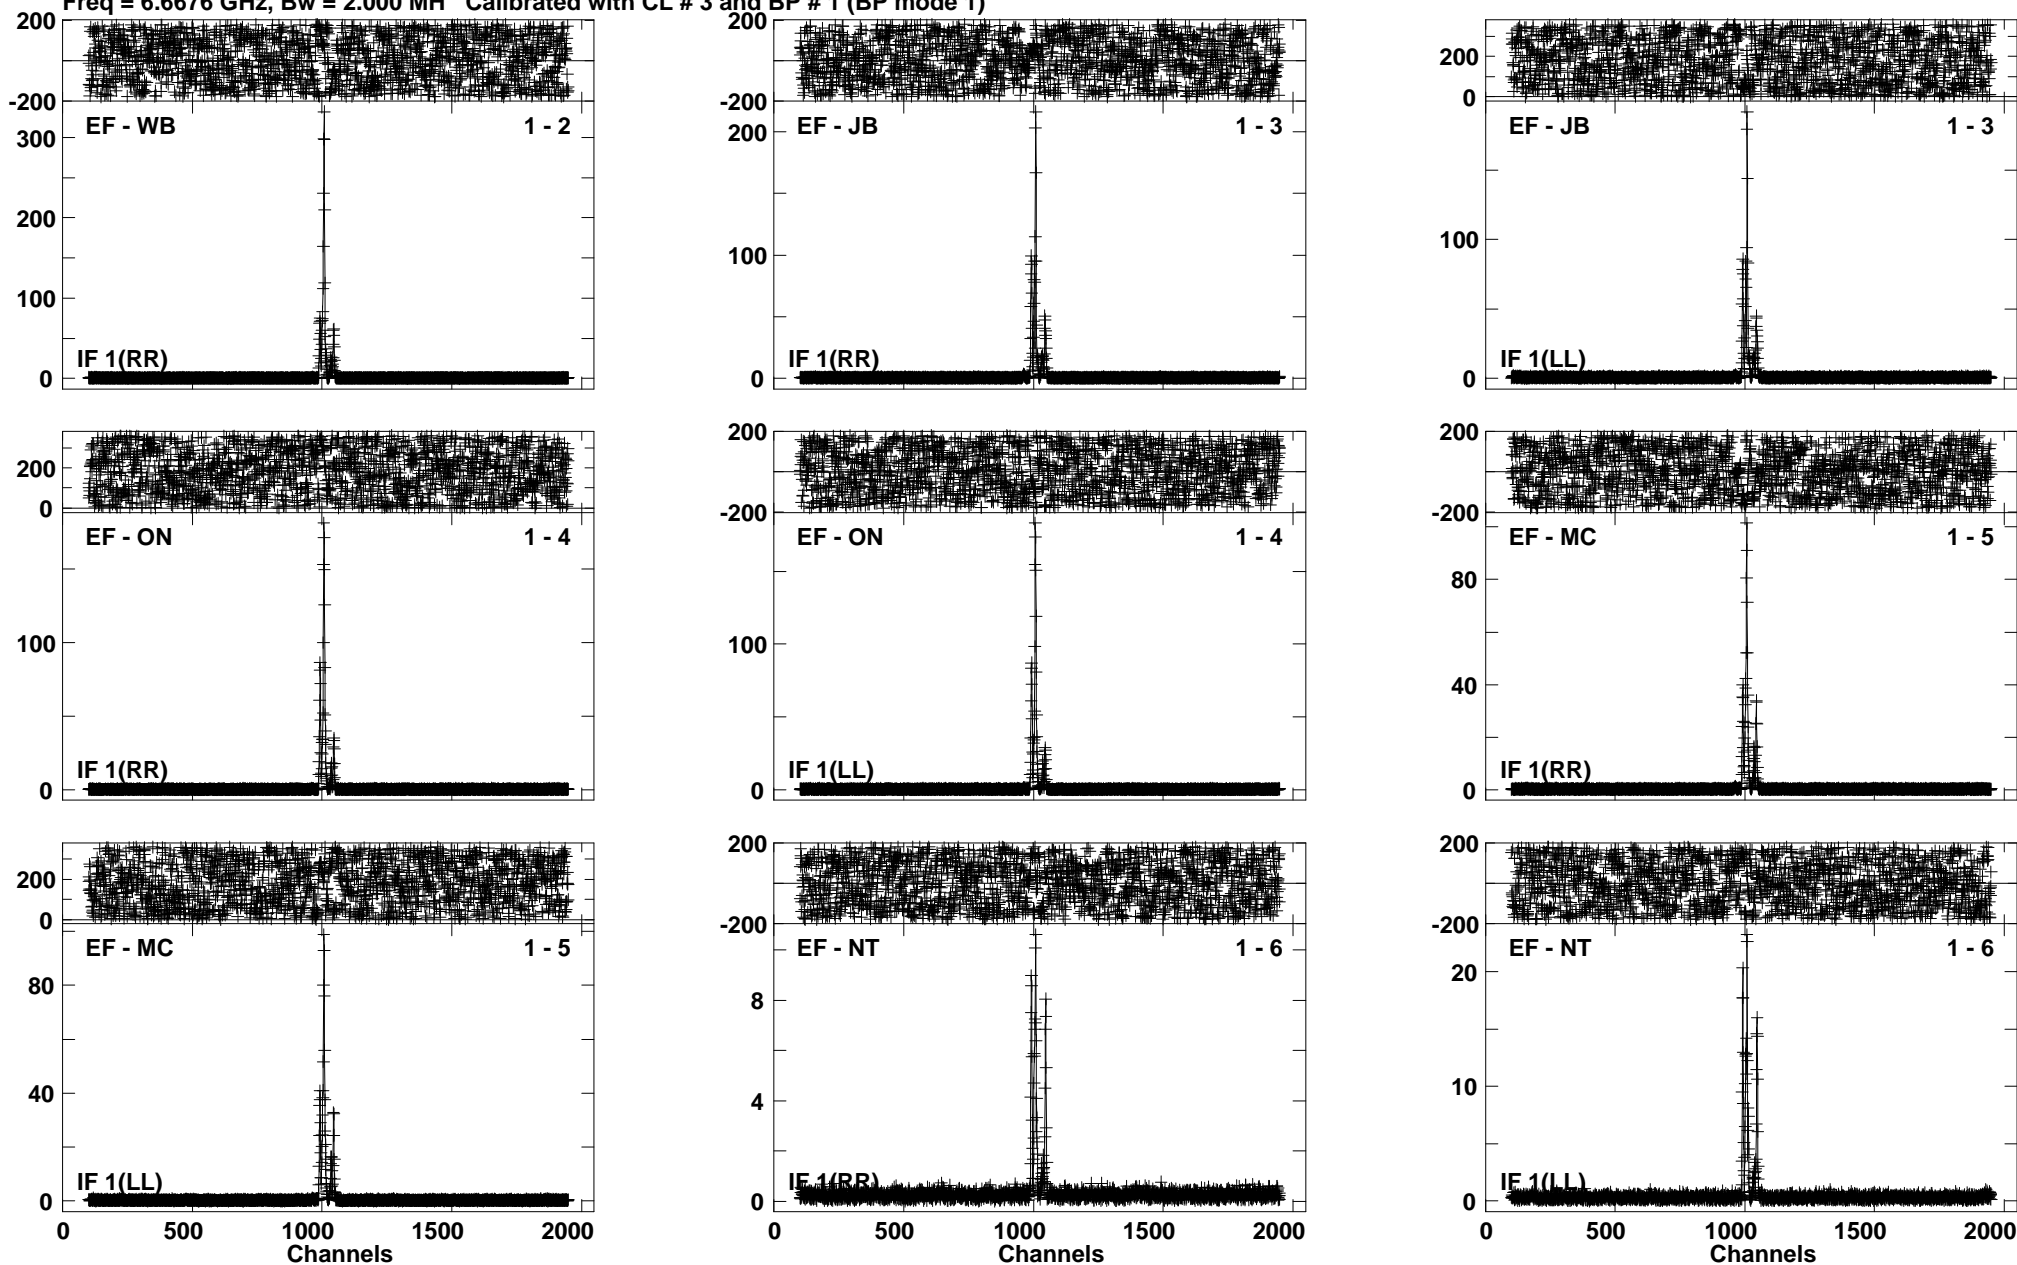 Freq = 6.6676 GHz, Bw = 2.000 MH Calibrated with CL # 3 and BP # 1 (BP mode 1)
200
-200
EF - WB 1 - 2
300
200
100
0
IF 1(RR)
200
-200
EF - JB 1 - 3
200
100
0
IF 1(RR)
200
0
EF - JB 1 - 3
100
0
IF 1(LL)
200
0
EF - ON 1 - 4
100
0
IF 1(RR)
200
-200
EF - ON 1 - 4
100
0
IF 1(LL)
200
-200
EF - MC 1 - 5
80
40
0
IF 1(RR)
200
0
EF - MC 1 - 5
80
40
0
IF 1(LL)
0 500 1000 1500 2000
Channels
200
-200
EF - NT 1 - 6
8
4
0
IF 1(RR)
0 500 1000 1500 2000
200
-200
EF - NT 1 - 6
20
10
0
IF 1(LL)
0 500 1000 1500 2000
Channels